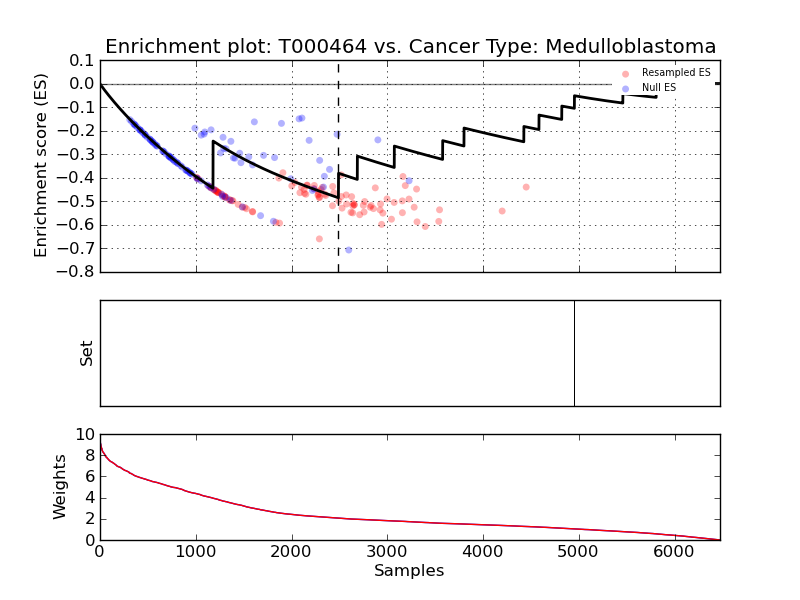 Enrichment plot: T000464 vs. Cancer Type: Medulloblastoma
Enrichment score (ES)
0.1
0.0
−0.1
−0.2
−0.3
−0.4
−0.5
−0.6
−0.7
−0.8
Resampled ES
Null ES
Set
Weights
10
8
6
4
2
0
0 1000 2000 3000 4000 5000 6000
Samples